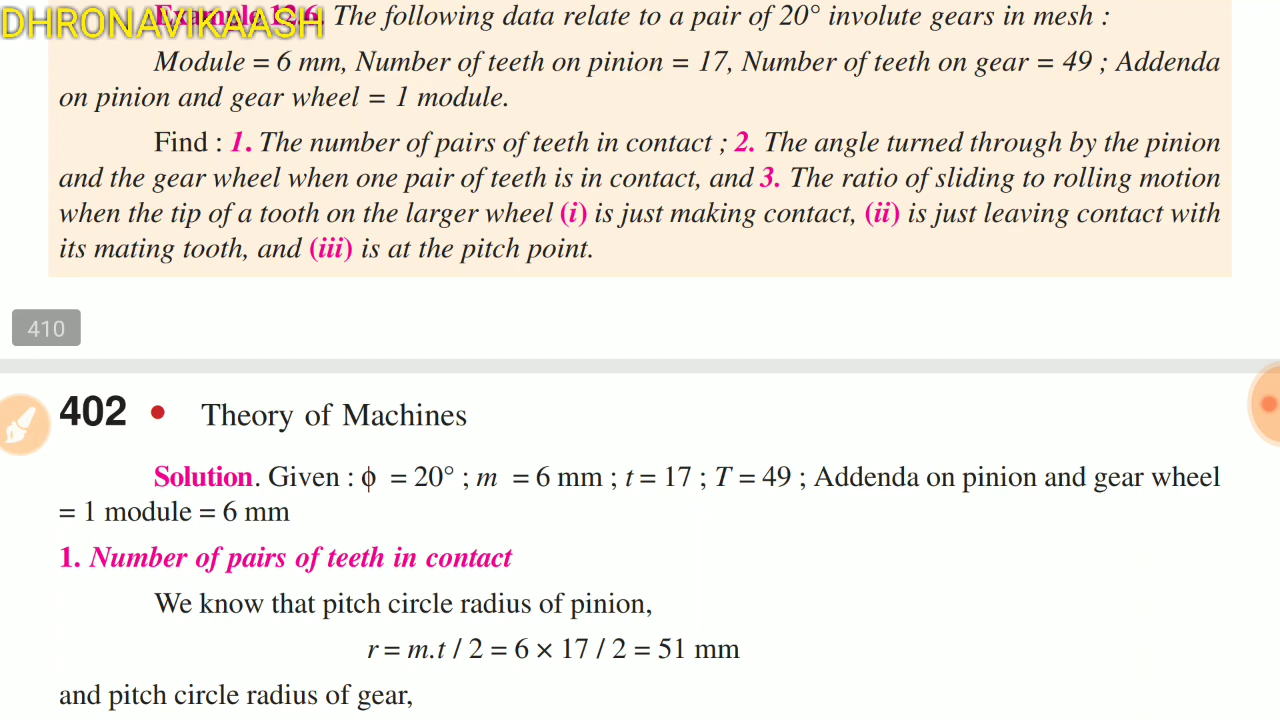 DHRONAVIKAASH
Example 12.6. The following data relate to a pair of 20° involute gears in mesh :
Module = 6 mm, Number of teeth on pinion = 17, Number of teeth on gear = 49 ; Addenda
on pinion and gear wheel = 1 module.
Find : 1. The number of pairs of teeth in contact ; 2. The angle turned through by the pinion
and the gear wheel when one pair of teeth is in contact, and 3. The ratio of sliding to rolling motion
when the tip of a tooth on the larger wheel (i) is just making contact, (ii) is just leaving contact with
its mating tooth, and (iii) is at the pitch point.
410
402 • Theory of Machines
Solution. Given : ϕ = 20° ; m = 6 mm ; t = 17 ; T = 49 ; Addenda on pinion and gear wheel
= 1 module = 6 mm
1. Number of pairs of teeth in contact
We know that pitch circle radius of pinion,
r = m.t / 2 = 6 × 17 / 2 = 51 mm
and pitch circle radius of gear,